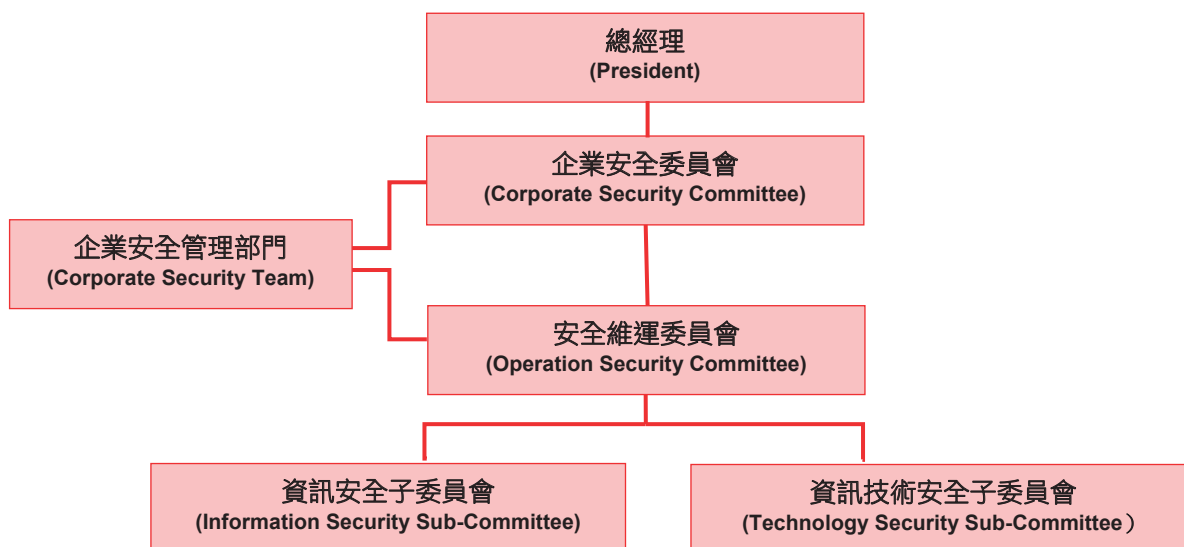 總經理
(President)
企業安全委員會
(Corporate Security Committee)
企業安全管理部門
(Corporate Security Team)
安全維運委員會
(Operation Security Committee)
資訊安全子委員會
(Information Security Sub-Committee)
資訊技術安全子委員會
(Technology Security Sub-Committee）